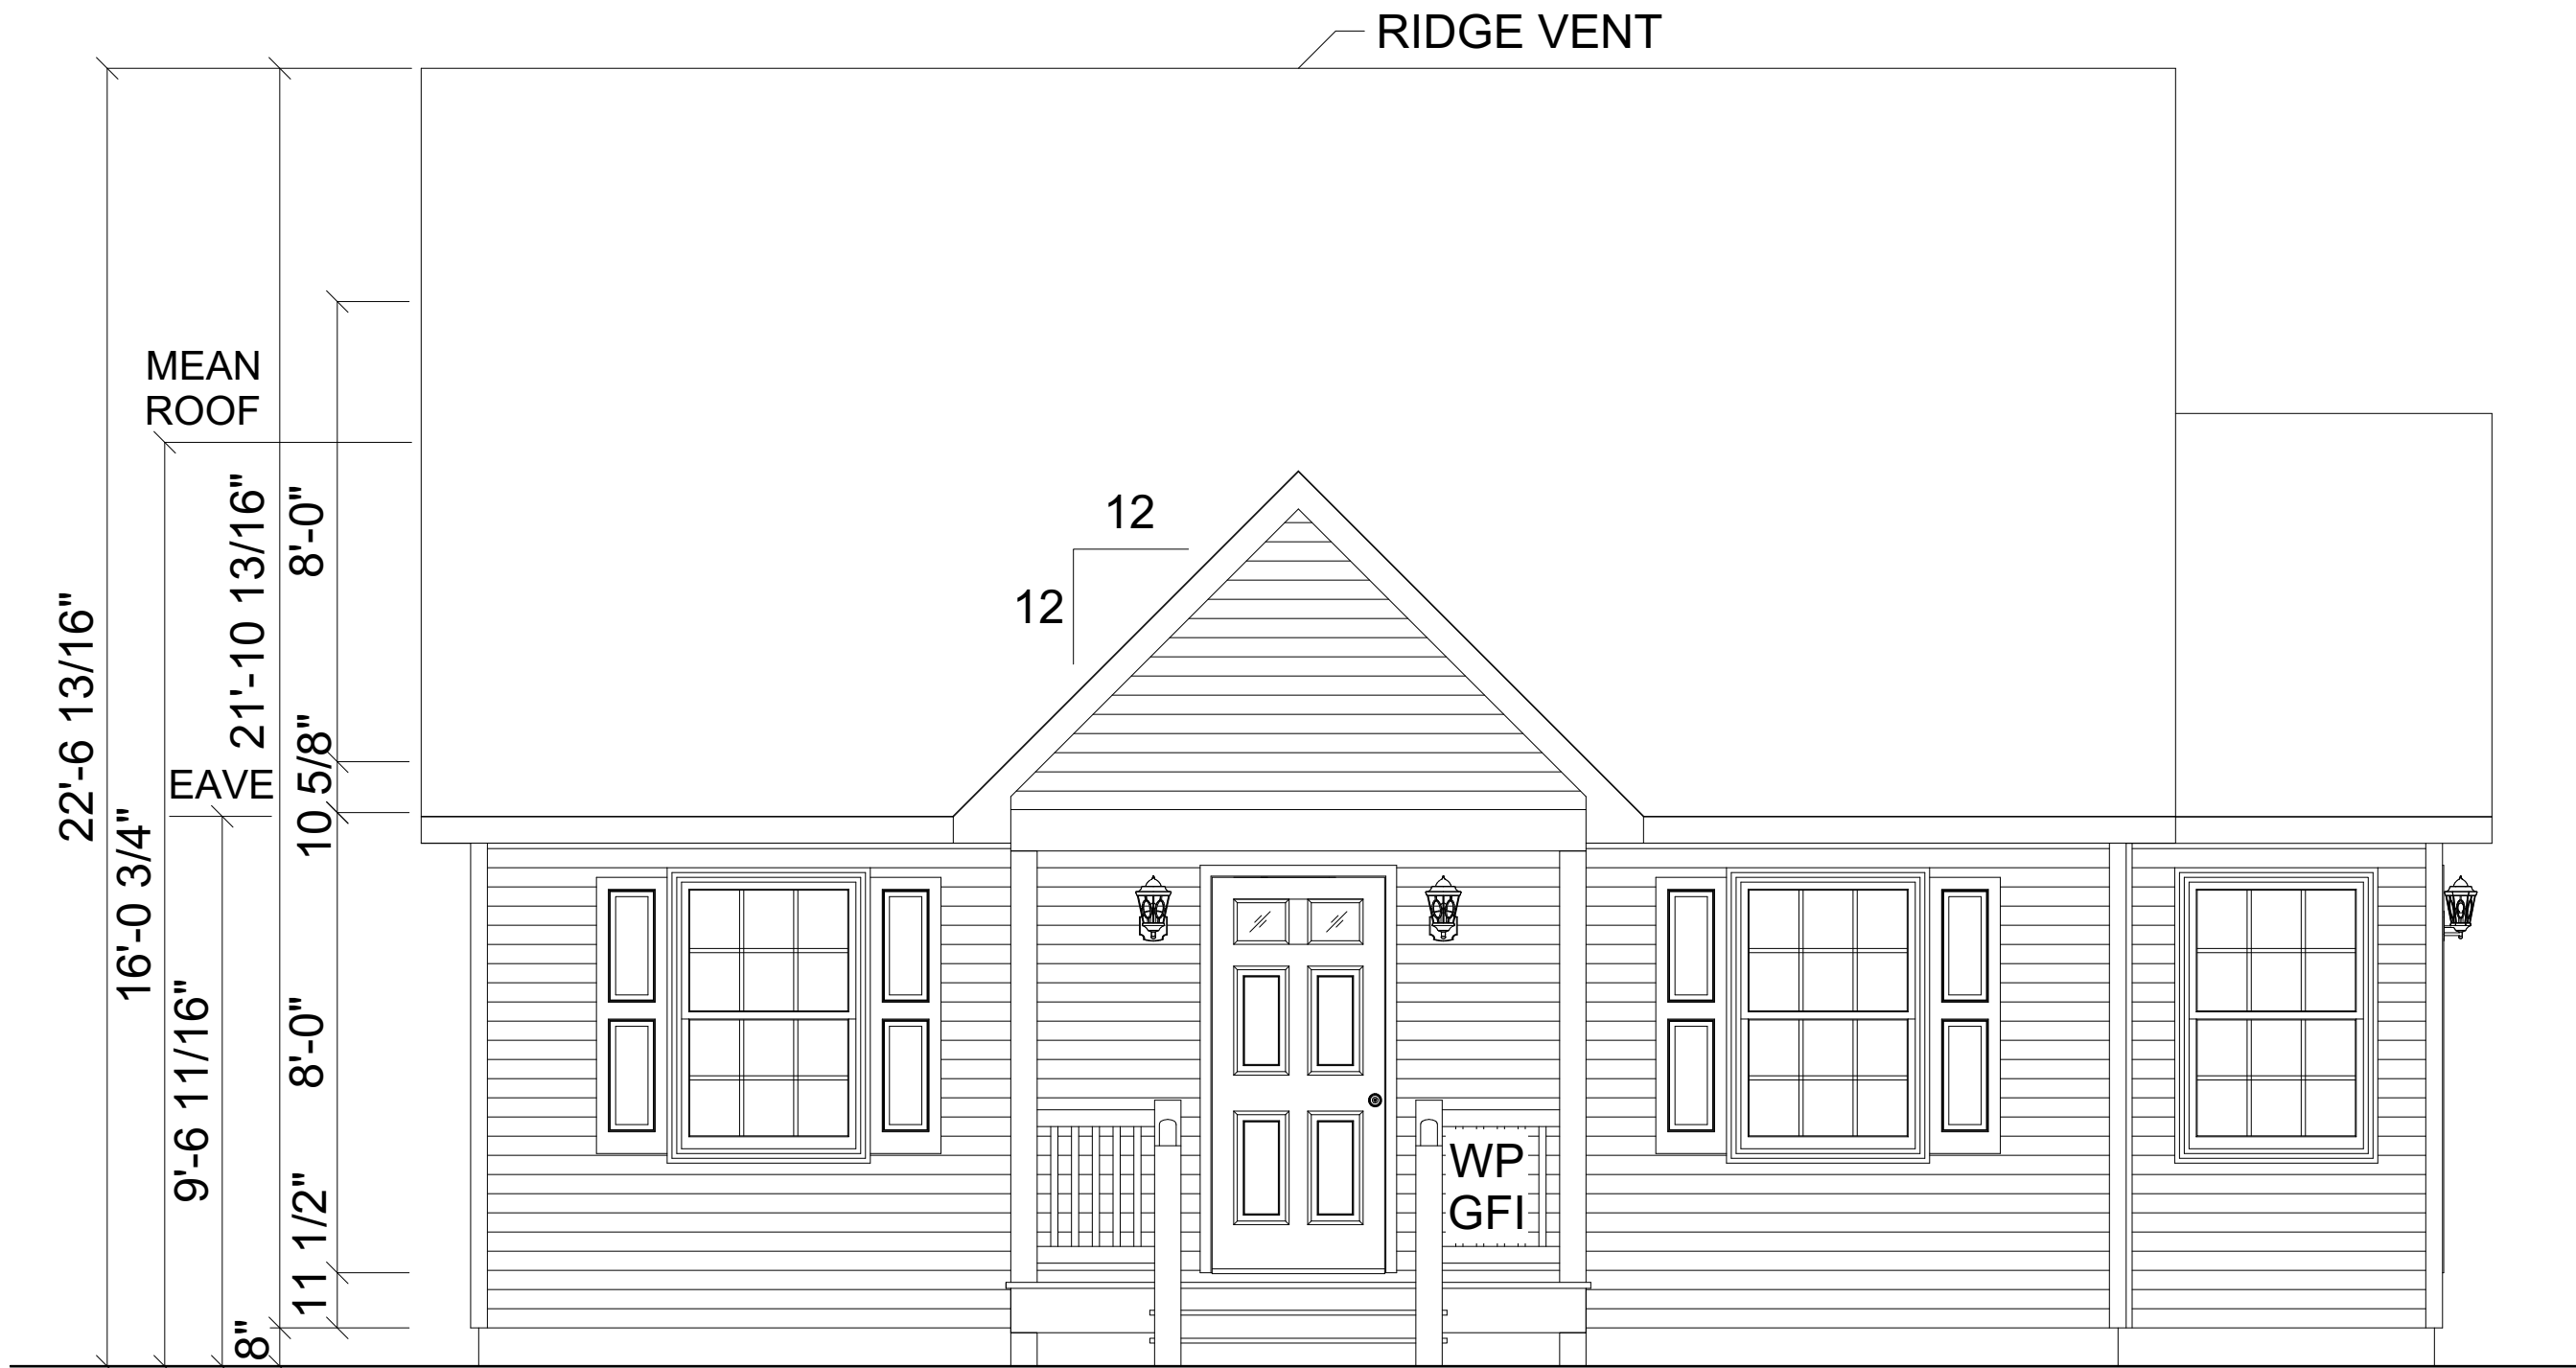 RIDGE VENT
MEAN
ROOF
12
12
EAVE
22'-6 13/16"
16'-0 3/4"
9'-6 11/16"
21'-10 13/16"
8"
8'-0"
10 5/8"
8'-0"
11 1/2"
WP
GFI